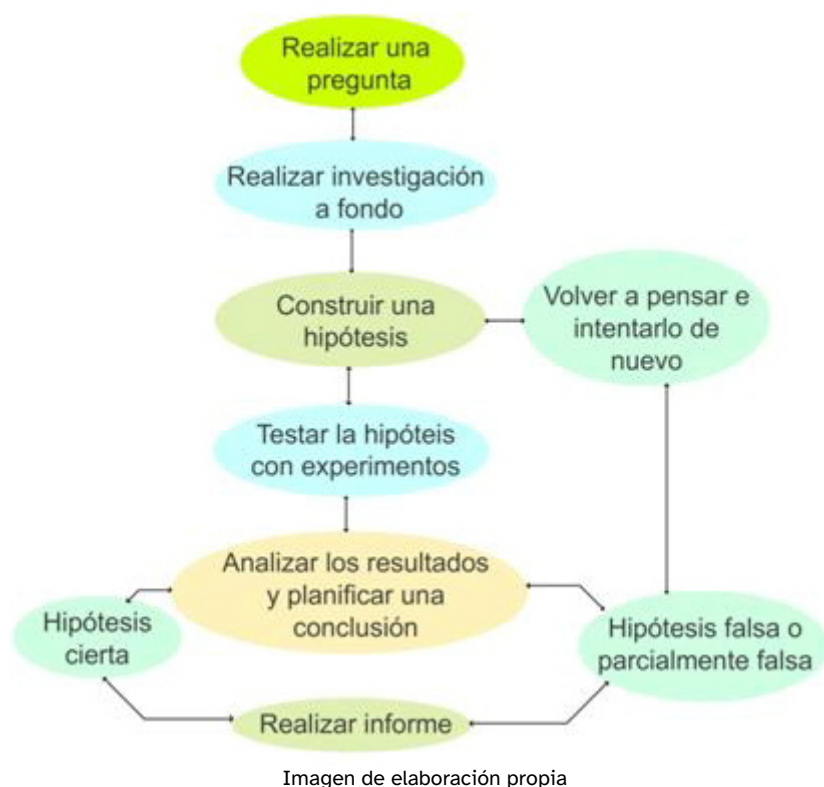 Realizar una
pregunta
Realizar investigación
a fondo
Construir una
hipótesis
Volver a pensar e
intentarlo de
nuevo
Testar la hipóteis
con experimentos
Analizar los resultados
y planificar una
conclusión
Hipótesis
cierta
Hipótesis falsa o
parcialmente falsa
Realizar informe
Imagen de elaboración propia